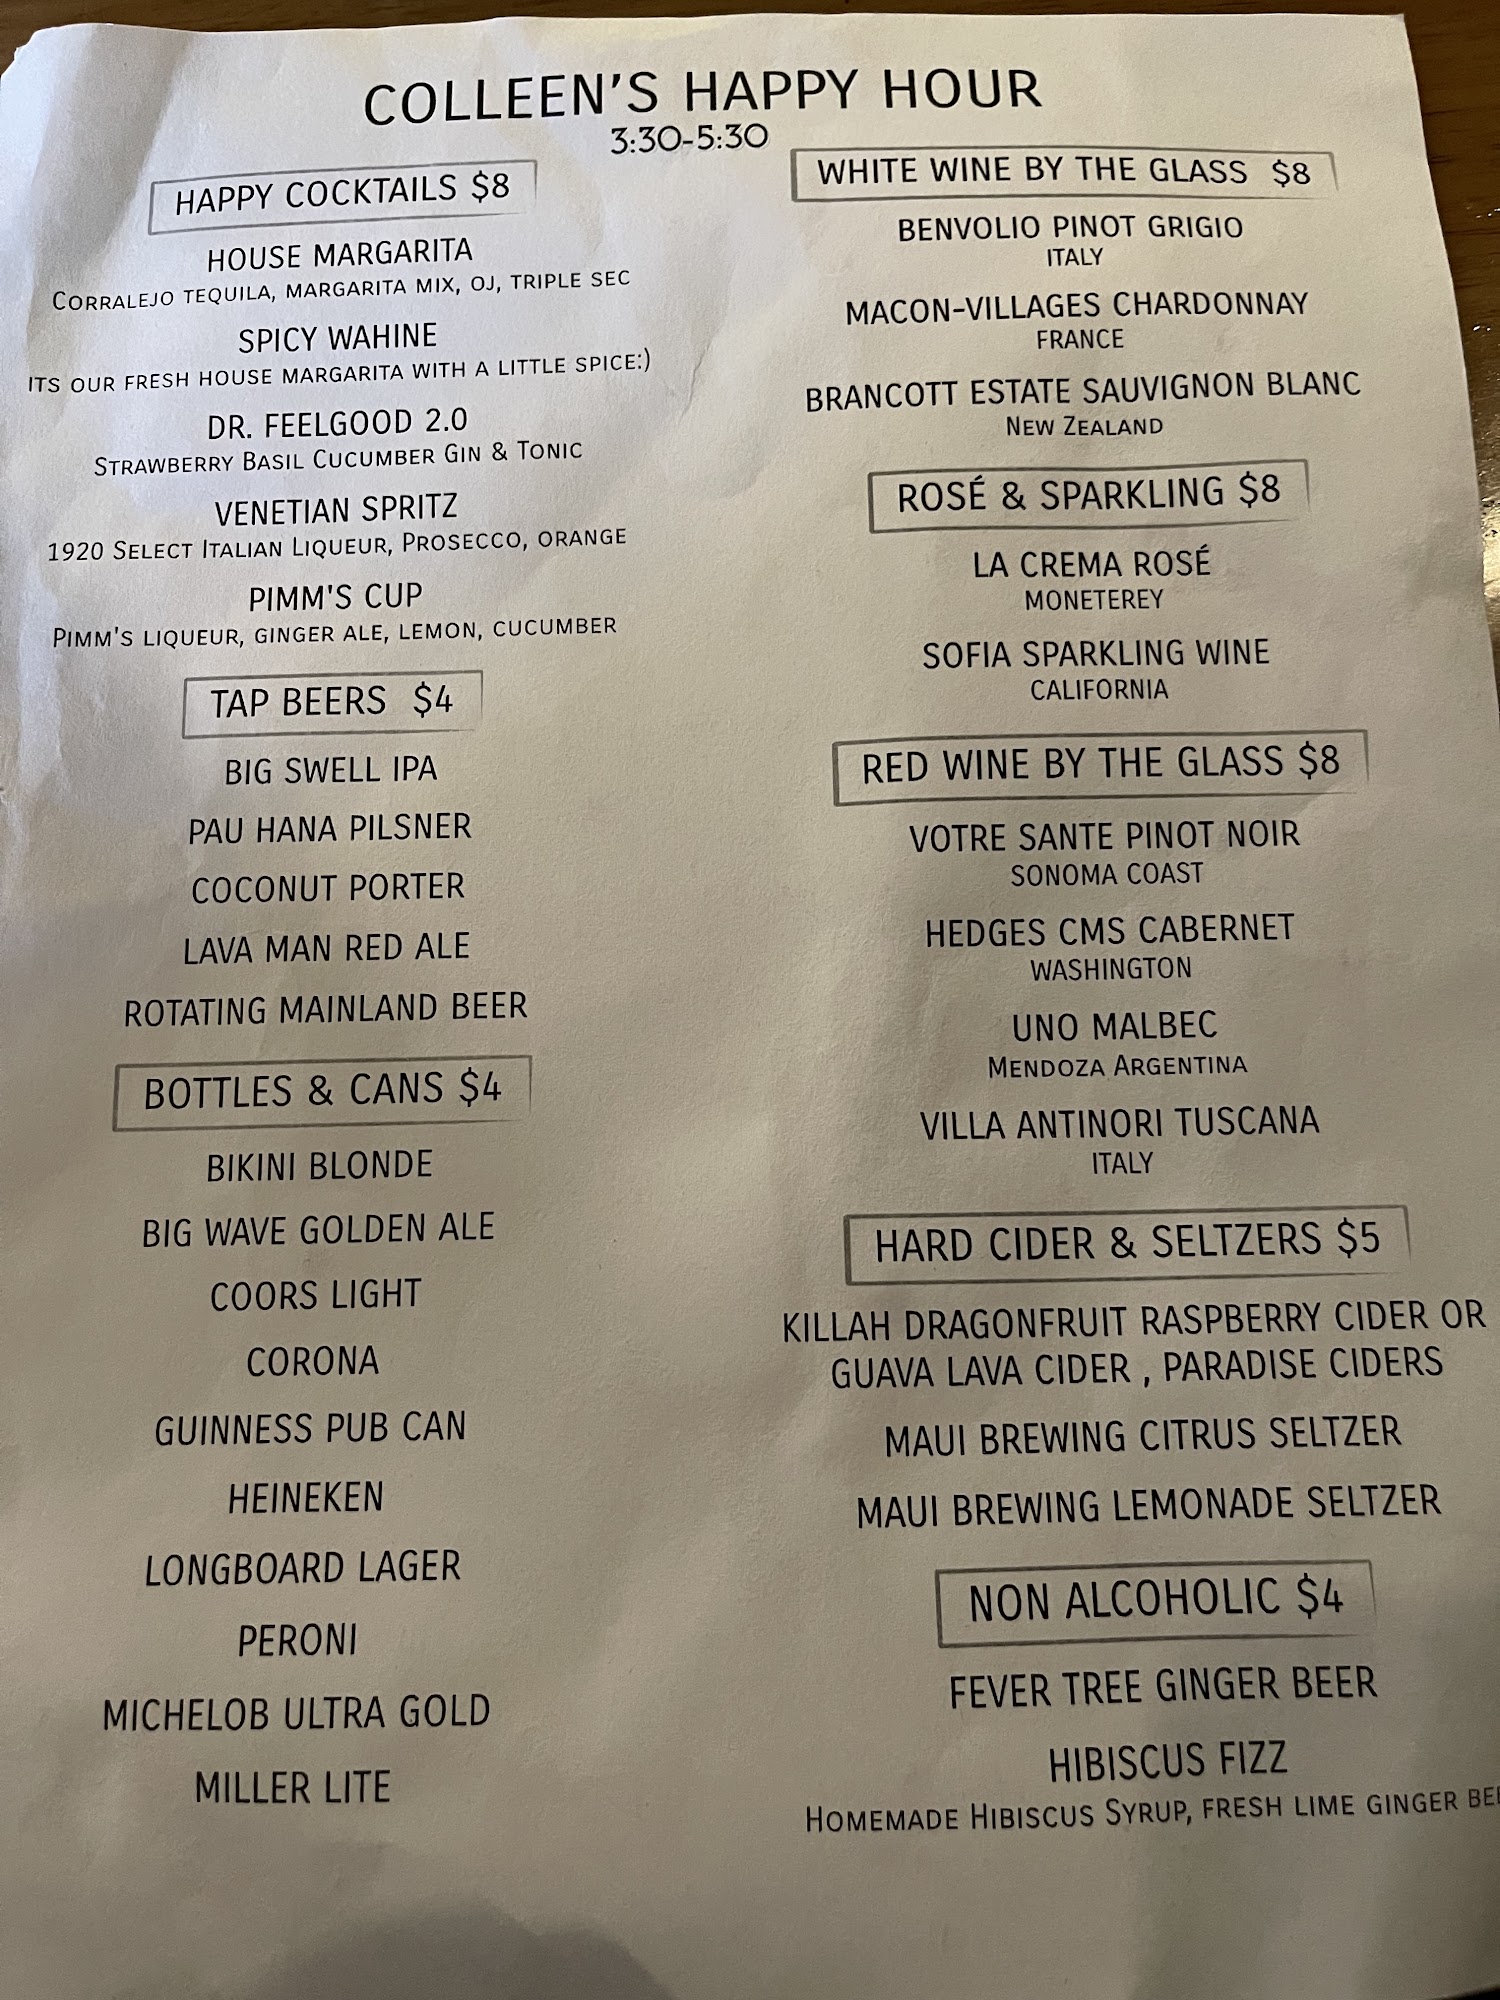 COLLEEN'S HAPPY HOUR
3:30-5:30
HAPPY COCKTAILS $8
HOUSE MARGARITA
CORRALEJO TEQUILA, MARGARITA MIX, OJ, TRIPLE SEC
SPICY WAHINE
ITS OUR FRESH HOUSE MARGARITA WITH A LITTLE SPICE:)
DR. FEELGOOD 2.0
STRAWBERRY BASIL CUCUMBER GIN & TONIC
VENETIAN SPRITZ
1920 SELECT ITALIAN LIQUEUR, PROSECCO, ORANGE
PIMM'S CUP
PIMM'S LIQUEUR, GINGER ALE, LEMON, CUCUMBER
TAP BEERS $4
BIG SWELL IPA
PAU HANA PILSNER
COCONUT PORTER
LAVA MAN RED ALE
ROTATING MAINLAND BEER
BOTTLES & CANS $4
BIKINI BLONDE
BIG WAVE GOLDEN ALE
COORS LIGHT
CORONA
GUINNESS PUB CAN
HEINEKEN
LONGBOARD LAGER
PERONI
MICHELOB ULTRA GOLD
MILLER LITE
WHITE WINE BY THE GLASS $8
BENVOLIO PINOT GRIGIO
ITALY
MACON-VILLAGES CHARDONNAY
FRANCE
BRANCOTT ESTATE SAUVIGNON BLANC
NEW ZEALAND
ROSÉ & SPARKLING $8
LA CREMA ROSÉ
MONETEREY
SOFIA SPARKLING WINE
CALIFORNIA
RED WINE BY THE GLASS $8
VOTRE SANTE PINOT NOIR
SONOMA COAST
HEDGES CMS CABERNET
WASHINGTON
UNO MALBEC
MENDOZA ARGENTINA
VILLA ANTINORI TUSCANA
ITALY
HARD CIDER & SELTZERS $5
KILLAH DRAGONFRUIT RASPBERRY CIDER OR
GUAVA LAVA CIDER , PARADISE CIDERS
MAUI BREWING CITRUS SELTZER
MAUI BREWING LEMONADE SELTZER
NON ALCOHOLIC $4
FEVER TREE GINGER BEER
HIBISCUS FIZZ
HOMEMADE HIBISCUS SYRUP, FRESH LIME GINGER